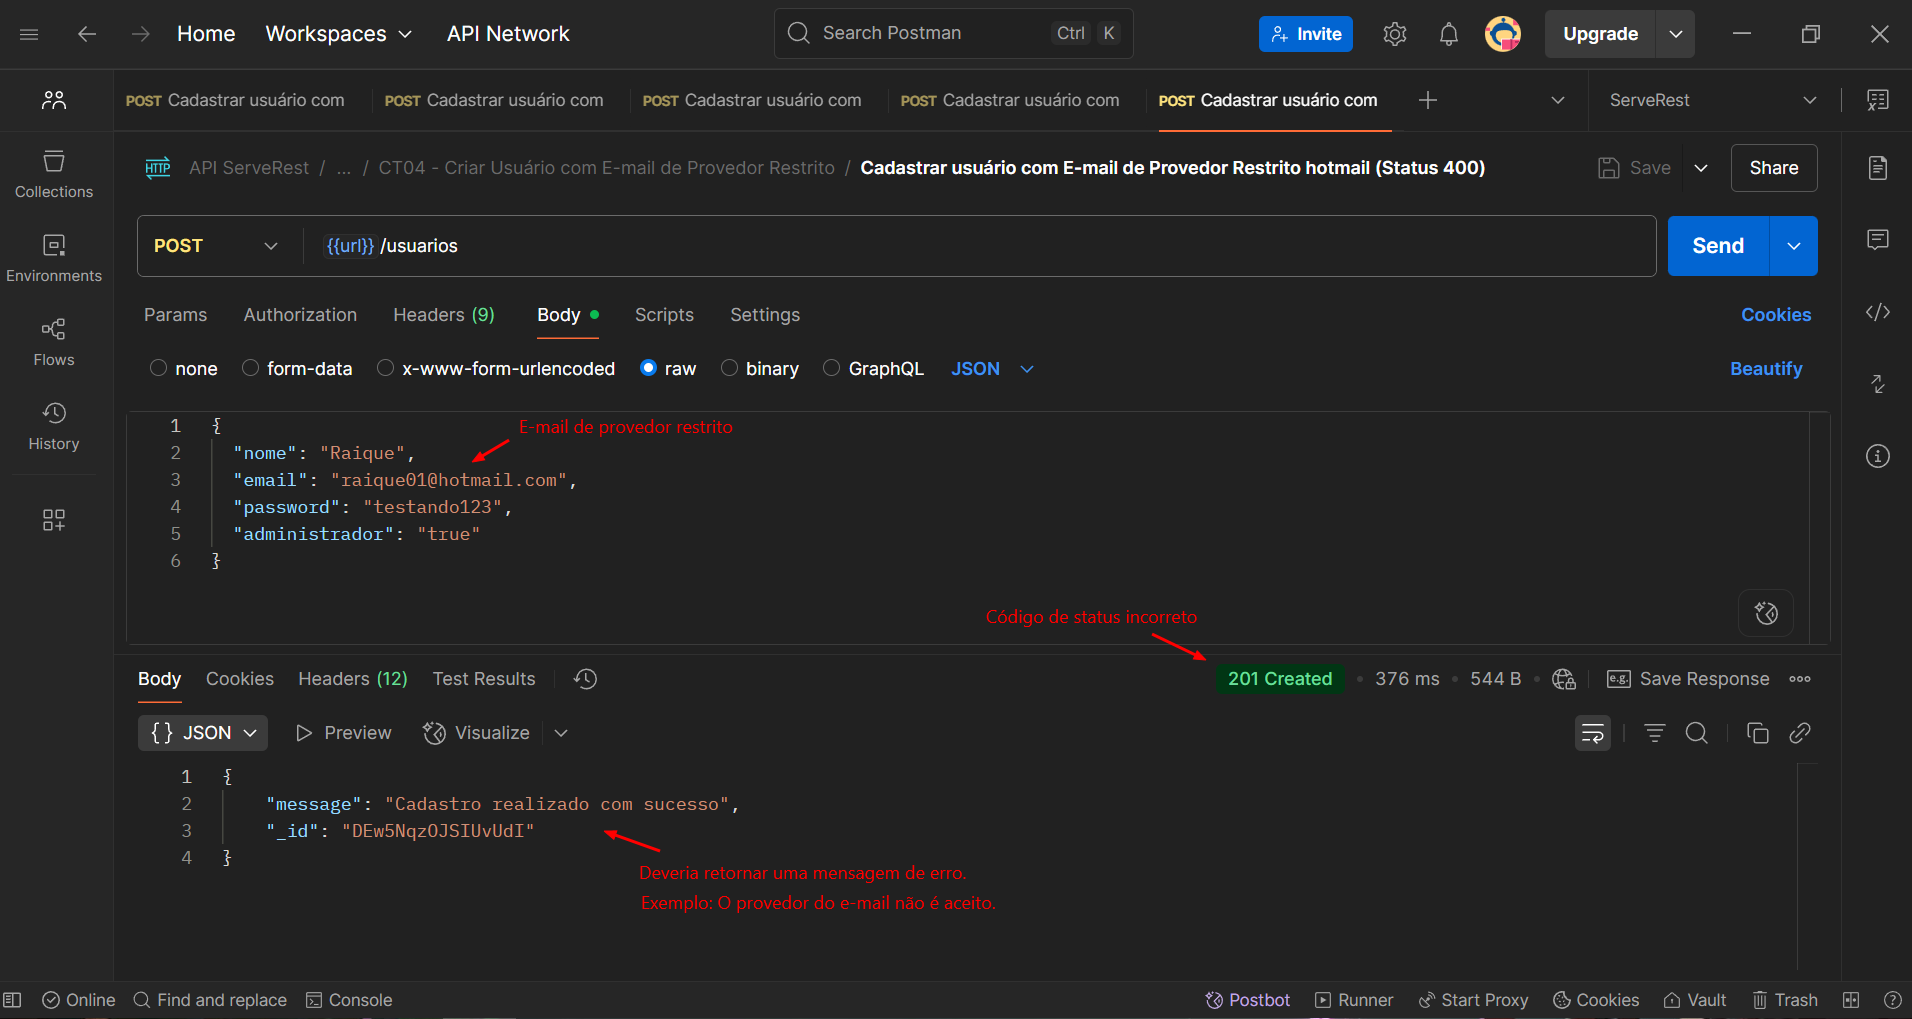 Home Workspaces API Network Search Postman Ctrl K Invite Upgrade
POST Cadastrar usuário com POST Cadastrar usuário com POST Cadastrar usuário com POST Cadastrar usuário com POST Cadastrar usuário com ServeRest
HTTP API ServeRest / ... / CT04 - Criar Usuário com E-mail de Provedor Restrito / Cadastrar usuário com E-mail de Provedor Restrito hotmail (Status 400) Save Share
Collections
POST {{url}} /usuarios Send
Environments
Params Authorization Headers (9) Body Scripts Settings Cookies
Flows
none form-data x-www-form-urlencoded raw binary GraphQL JSON Beautify
History
1 {
E-mail de provedor restrito
2 "nome": "Raique",
3 "email": "raique01@hotmail.com",
4 "password": "testando123",
5 "administrador": "true"
6 }
Código de status incorreto
Body Cookies Headers (12) Test Results 201 Created 376 ms 544 B e.g. Save Response
{} JSON Preview Visualize
1 {
2 "message": "Cadastro realizado com sucesso",
3 "_id": "DEw5NqzOJSIUvUdI"
4 }
Deveria retornar uma mensagem de erro.
Exemplo: O provedor do e-mail não é aceito.
Online Find and replace Console Postbot Runner Start Proxy Cookies Vault Trash